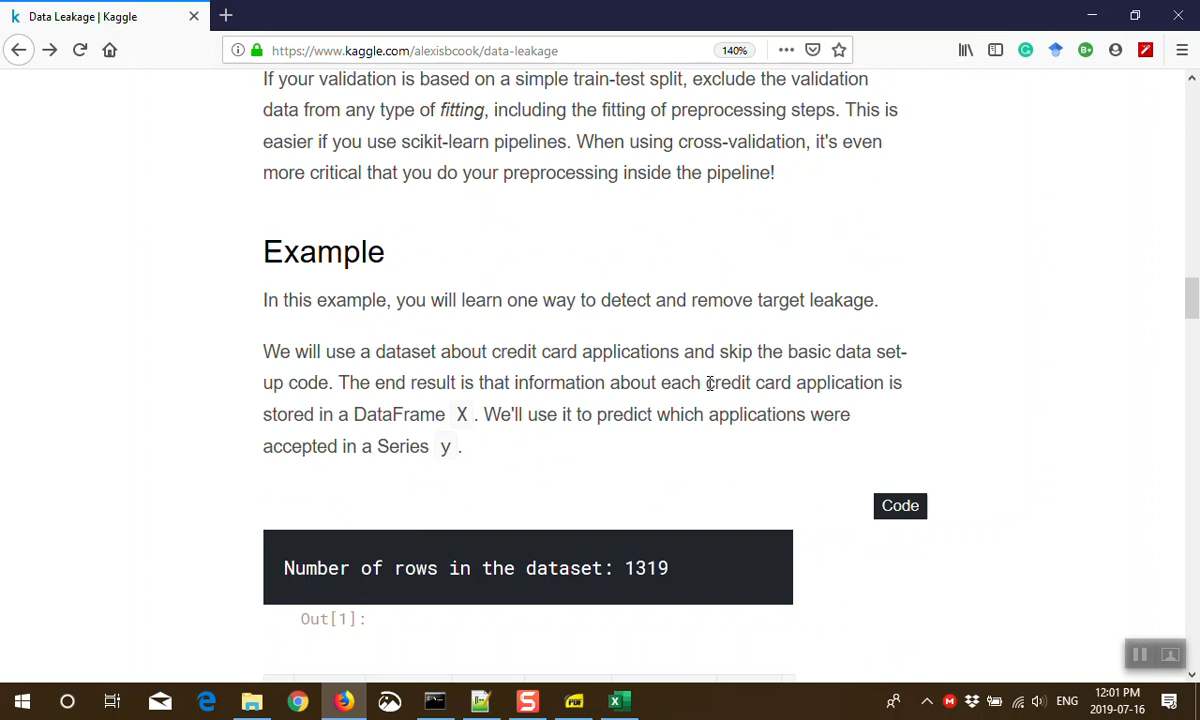 Data Leakage | Kaggle
https://www.kaggle.com/alexisbcook/data-leakage
140%
If your validation is based on a simple train-test split, exclude the validation
data from any type of fitting, including the fitting of preprocessing steps. This is
easier if you use scikit-learn pipelines. When using cross-validation, it's even
more critical that you do your preprocessing inside the pipeline!
Example
In this example, you will learn one way to detect and remove target leakage.
We will use a dataset about credit card applications and skip the basic data set-
up code. The end result is that information about each credit card application is
stored in a DataFrame X. We'll use it to predict which applications were
accepted in a Series y.
Code
Number of rows in the dataset: 1319
Out[1]:
ENG
12:01 PM
2019-07-16